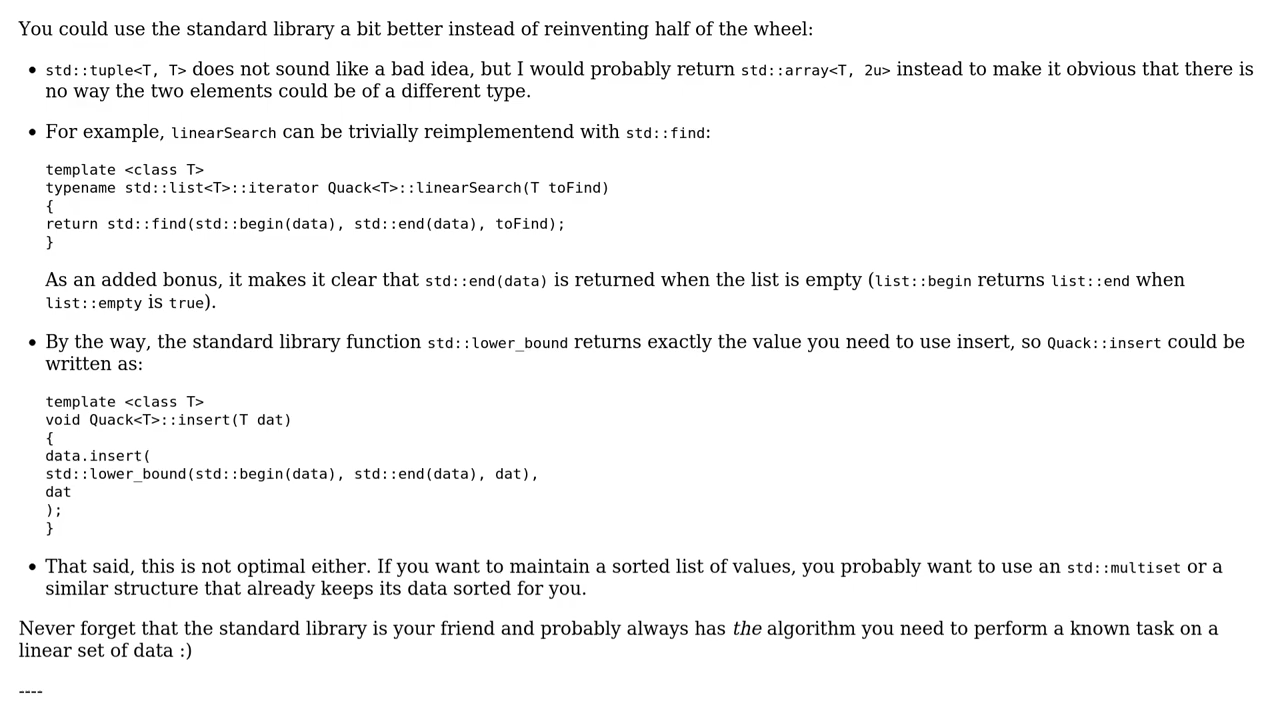 You could use the standard library a bit better instead of reinventing half of the wheel:
• std::tuple<T, T> does not sound like a bad idea, but I would probably return std::array<T, 2u> instead to make it obvious that there is
no way the two elements could be of a different type.
• For example, linearSearch can be trivially reimplementend with std::find:
template <class T>
typename std::list<T>::iterator Quack<T>::linearSearch(T toFind)
{
return std::find(std::begin(data), std::end(data), toFind);
}
As an added bonus, it makes it clear that std::end(data) is returned when the list is empty (list::begin returns list::end when
list::empty is true).
• By the way, the standard library function std::lower_bound returns exactly the value you need to use insert, so Quack::insert could be
written as:
template <class T>
void Quack<T>::insert(T dat)
{
data.insert(
std::lower_bound(std::begin(data), std::end(data), dat),
dat
);
}
• That said, this is not optimal either. If you want to maintain a sorted list of values, you probably want to use an std::multiset or a
similar structure that already keeps its data sorted for you.
Never forget that the standard library is your friend and probably always has the algorithm you need to perform a known task on a
linear set of data :)
----